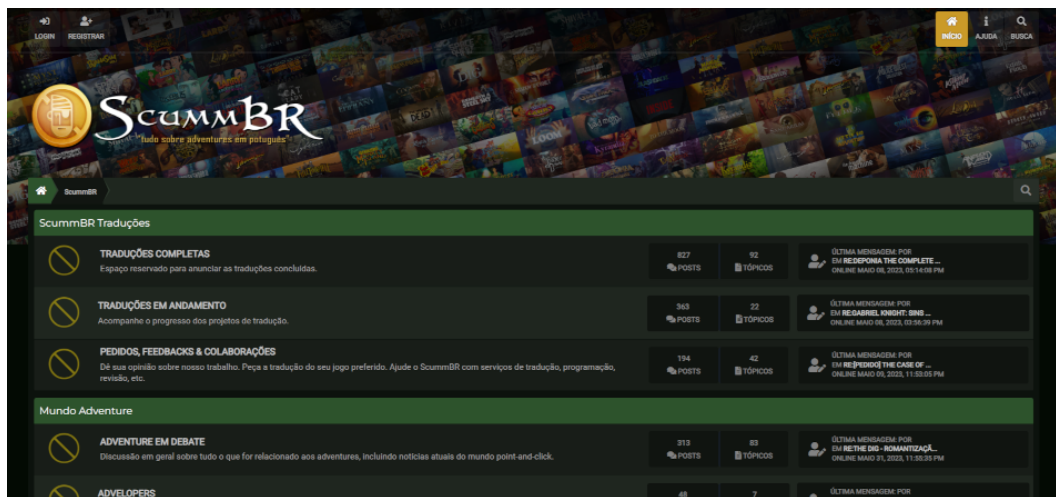 LOGIN
REGISTRAR
INÍCIO
AJUDA
BUSCA
SCUMMBR
"tudo sobre adventures em potuguês"
ScummBR
ScummBR Traduções
TRADUÇÕES COMPLETAS
Espaço reservado para anunciar as traduções concluídas.
827
POSTS
92
TÓPICOS
ÚLTIMA MENSAGEM: POR
EM RE:DEPONIA THE COMPLETE ...
ONLINE MAIO 08, 2023, 05:14:08 PM
TRADUÇÕES EM ANDAMENTO
Acompanhe o progresso dos projetos de tradução.
363
POSTS
22
TÓPICOS
ÚLTIMA MENSAGEM: POR
EM RE:GABRIEL KNIGHT: SINS ...
ONLINE MAIO 08, 2023, 03:56:39 PM
PEDIDOS, FEEDBACKS & COLABORAÇÕES
Dê sua opinião sobre nosso trabalho. Peça a tradução do seu jogo preferido. Ajude o ScummBR com serviços de tradução, programação,
revisão, etc.
194
POSTS
42
TÓPICOS
ÚLTIMA MENSAGEM: POR
EM RE:[PEDIDO] THE CASE OF ...
ONLINE MAIO 09, 2023, 11:53:05 PM
Mundo Adventure
ADVENTURE EM DEBATE
Discussão em geral sobre tudo o que for relacionado aos adventures, incluindo notícias atuais do mundo point-and-click.
313
POSTS
83
TÓPICOS
ÚLTIMA MENSAGEM: POR
EM RE:THE DIG - ROMANTIZAÇÃ...
ONLINE MAIO 31, 2023, 11:55:35 PM
ADVELOPERS
48
7
ÚLTIMA MENSAGEM: POR